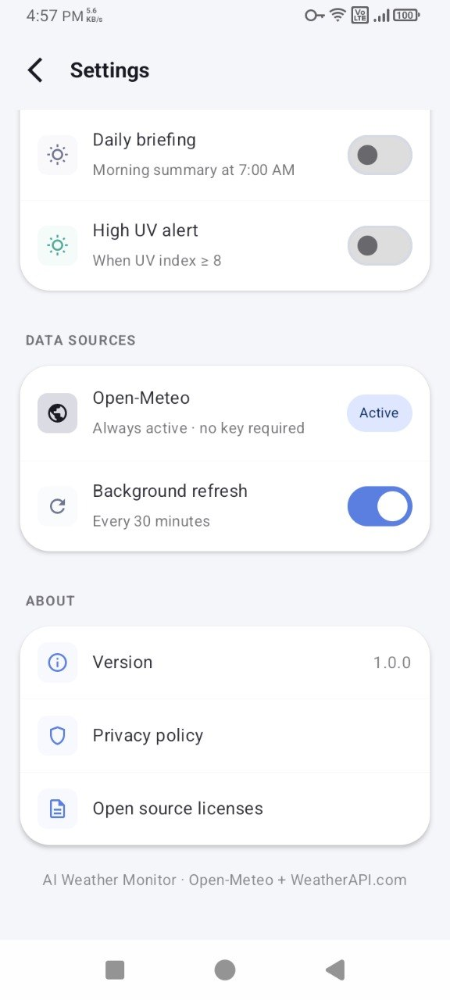 4:57 PM 5.6 KB/s Vo LTE 100
Settings
Daily briefing
Morning summary at 7:00 AM
High UV alert
When UV index ≥ 8
DATA SOURCES
Open-Meteo
Always active · no key required
Active
Background refresh
Every 30 minutes
ABOUT
Version 1.0.0
Privacy policy
Open source licenses
AI Weather Monitor · Open-Meteo + WeatherAPI.com